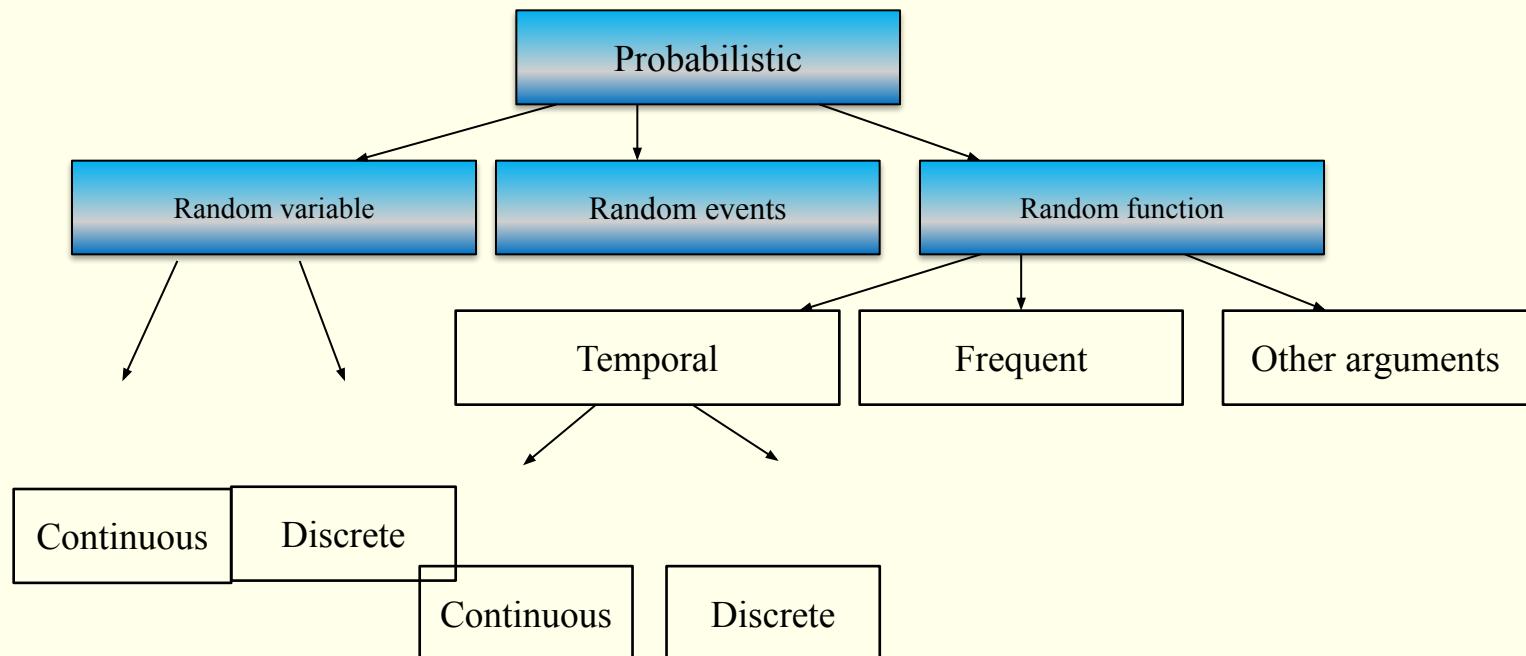 Probabilistic
Random variable
Random events
Random function
Temporal
Frequent
Other arguments
Continuous
Discrete
Continuous
Discrete